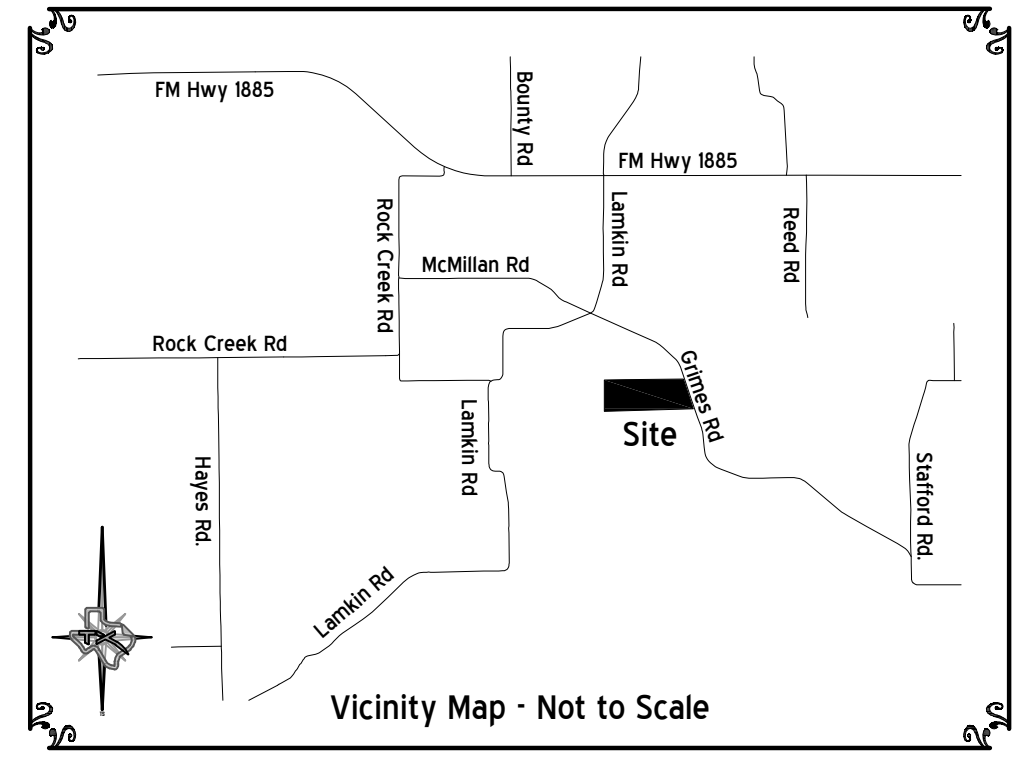 FM Hwy 1885
Bounty Rd
FM Hwy 1885
Rock Creek Rd
Lamkin Rd
Reed Rd
McMillan Rd
Rock Creek Rd
Grimes Rd
Site
Lamkin Rd
Hayes Rd.
Stafford Rd.
Lamkin Rd
TX
Vicinity Map - Not to Scale